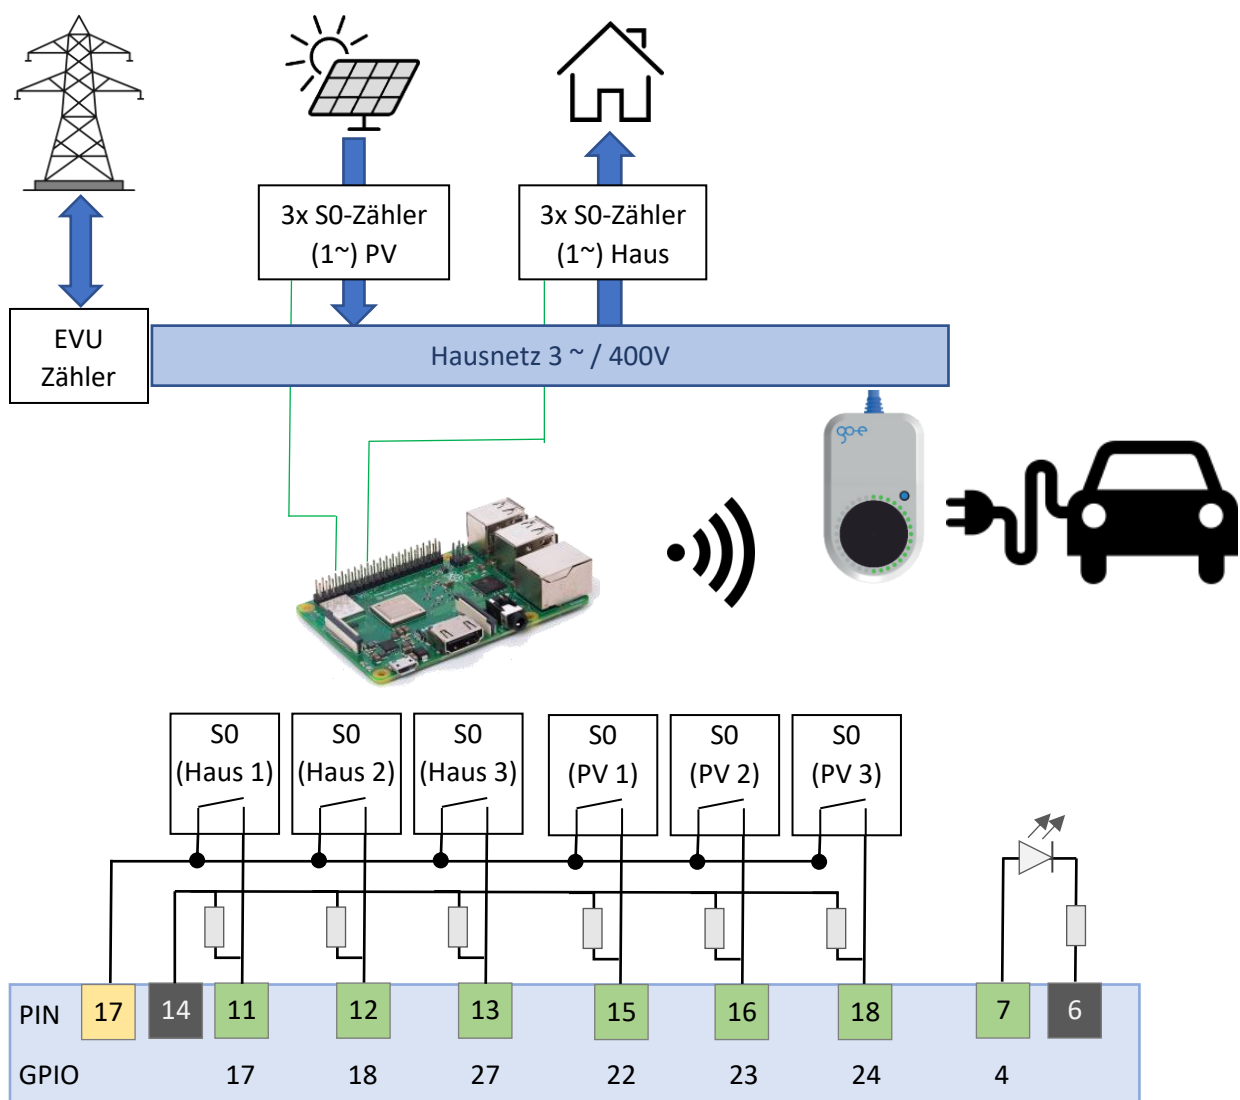 3x S0-Zähler
(1~) PV
3x S0-Zähler
(1~) Haus
EVU
Zähler
Hausnetz 3 ~ / 400V
go-e
S0
(Haus 1)
S0
(Haus 2)
S0
(Haus 3)
S0
(PV 1)
S0
(PV 2)
S0
(PV 3)
PIN 17 14 11 12 13 15 16 18 7 6
GPIO 17 18 27 22 23 24 4